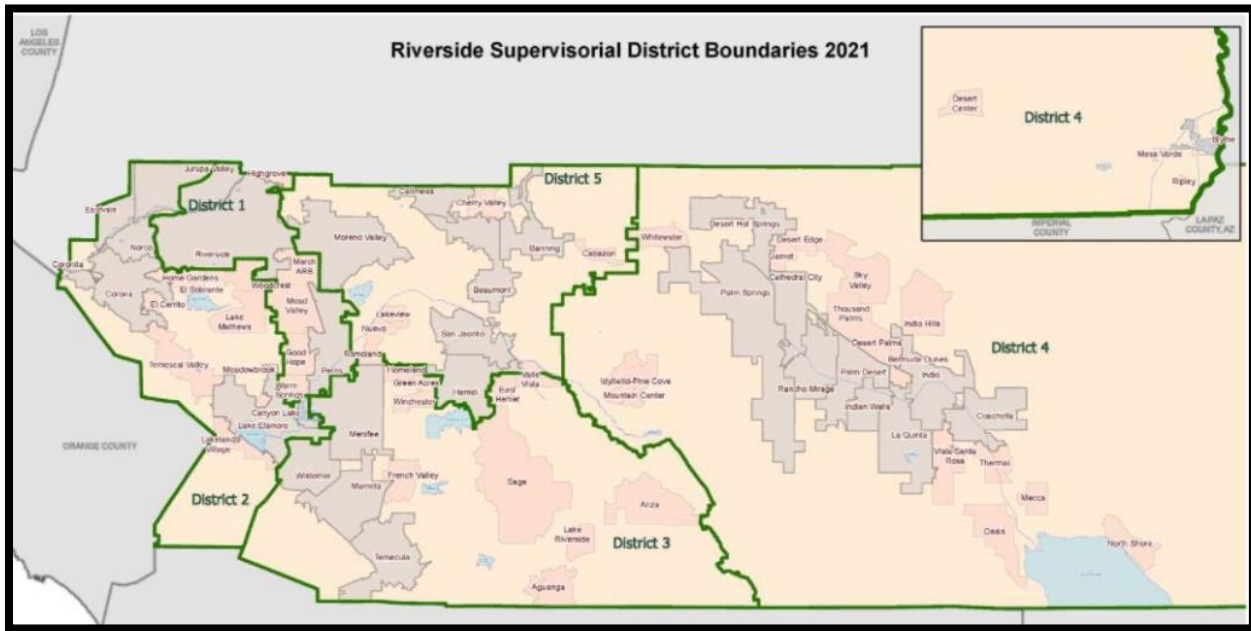 LOS
ANGELES
COUNTY
Riverside Supervisorial District Boundaries 2021
Desert
Center
District 4
Blythe
Mesa Verde
Ripley
IMPERIAL
COUNTY
LA PAZ
COUNTY, AZ
Jurupa Valley
Highgrove
Calimesa
District 5
Cherry Valley
Eastvale
District 1
Norco
Riverside
Moreno Valley
Banning
Cabazon
Whitewater
Desert Hot Springs
Desert Edge
Garnet
Coronita
Corona
Home Gardens
El Sobrante
El Cerrito
Lake
Mathews
Woodcrest
March
ARB
Mead
Valley
Beaumont
Cathedral City
Palm Springs
Sky
Valley
Thousand
Palms
Indio Hills
Lakeview
Nuevo
San Jacinto
Temescal Valley
Good
Hope
Meadowbrook
Perris
Romoland
Homeland
Green Acres
Winchester
Hemet
East
Hemet
Valle
Vista
Idyllwild-Pine Cove
Mountain Center
Desert Palms
Bermuda Dunes
District 4
Palm Desert
Indio
Rancho Mirage
Indian Wells
Coachella
La Quinta
Warm
Springs
Canyon Lake
Lake Elsinore
Lakeland
Village
Menifee
ORANGE COUNTY
Wildomar
Murrieta
French Valley
District 2
Sage
Anza
Vista Santa
Rosa
Thermal
Mecca
Oasis
North Shore
Lake
Riverside
District 3
Temecula
Aguanga